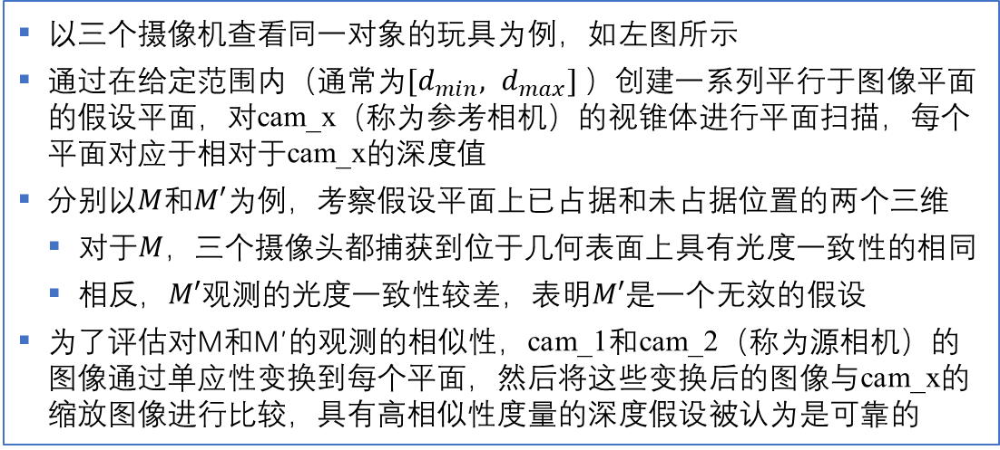 ▪ 以三个摄像机查看同一对象的玩具为例，如左图所示
▪ 通过在给定范围内（通常为[d_min, d_max]）创建一系列平行于图像平面
的假设平面，对cam_x（称为参考相机）的视锥体进行平面扫描，每个
平面对应于相对于cam_x的深度值
▪ 分别以M和M′为例，考察假设平面上已占据和未占据位置的两个三维
▪ 对于M，三个摄像头都捕获到位于几何表面上具有光度一致性的相同
▪ 相反，M′观测的光度一致性较差，表明M′是一个无效的假设
▪ 为了评估对M和M′的观测的相似性，cam_1和cam_2（称为源相机）的
图像通过单应性变换到每个平面，然后将这些变换后的图像与cam_x的
缩放图像进行比较，具有高相似性度量的深度假设被认为是可靠的